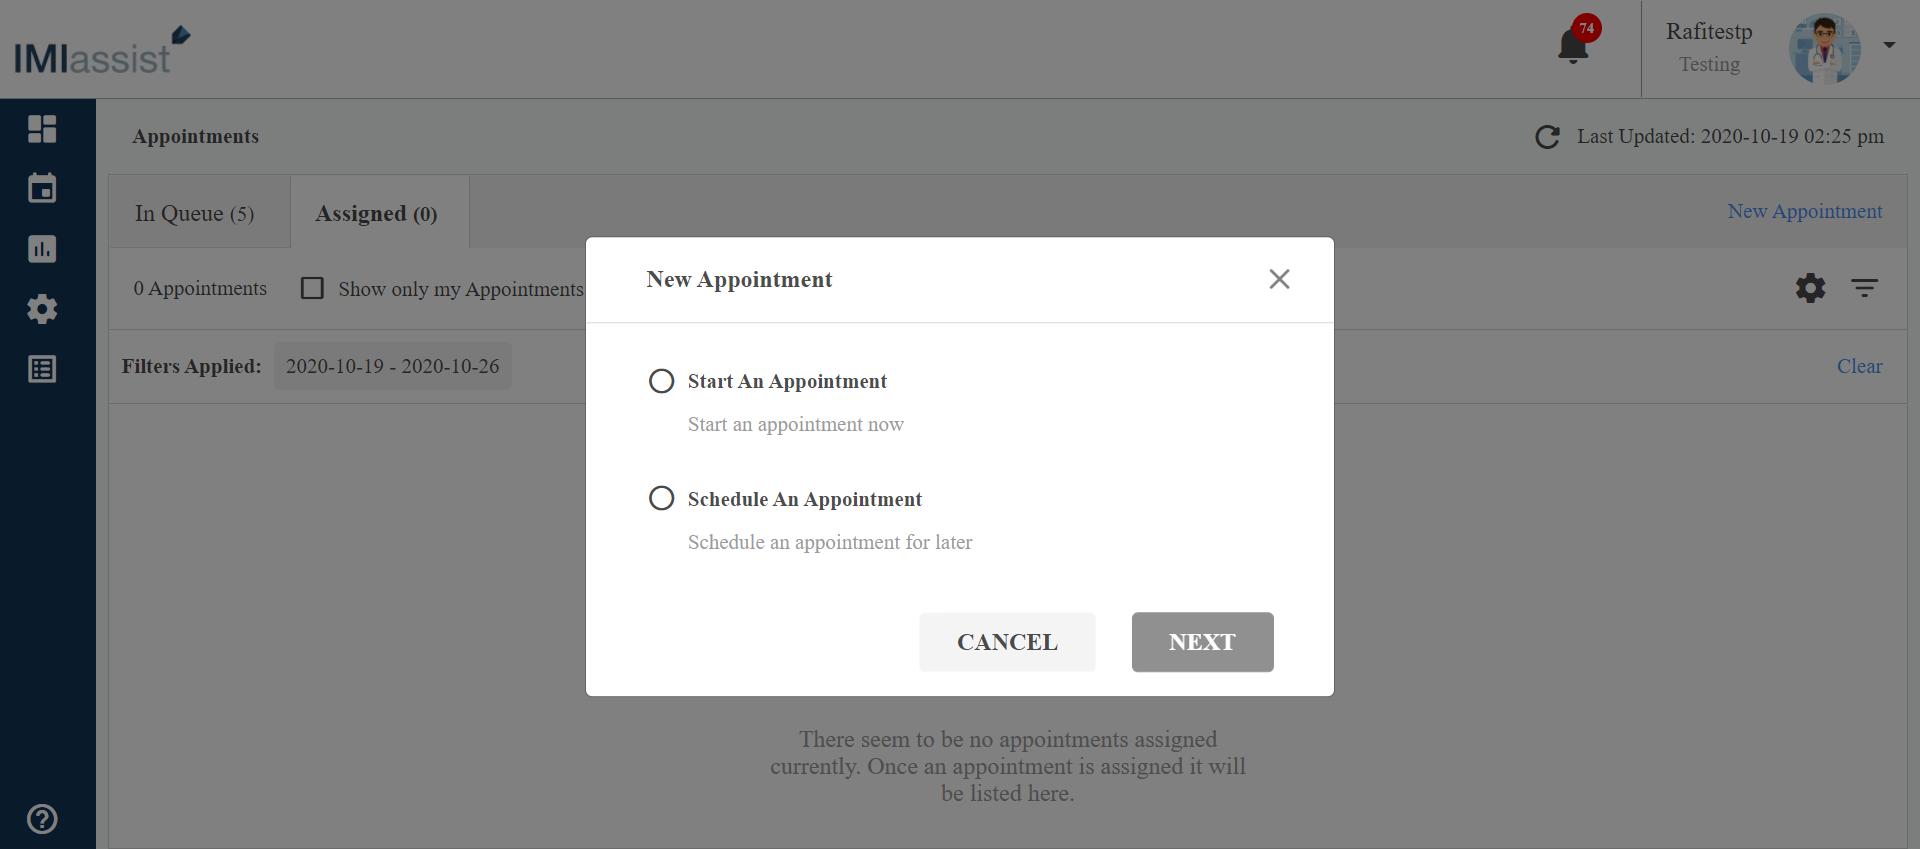 IMIassist
74
Rafitestp
Testing
Appointments
Last Updated: 2020-10-19 02:25 pm
In Queue (5)
Assigned (0)
New Appointment
0 Appointments
Show only my Appointments
Filters Applied:
2020-10-19 - 2020-10-26
Clear
New Appointment
Start An Appointment
Start an appointment now
Schedule An Appointment
Schedule an appointment for later
CANCEL
NEXT
There seem to be no appointments assigned
currently. Once an appointment is assigned it will
be listed here.